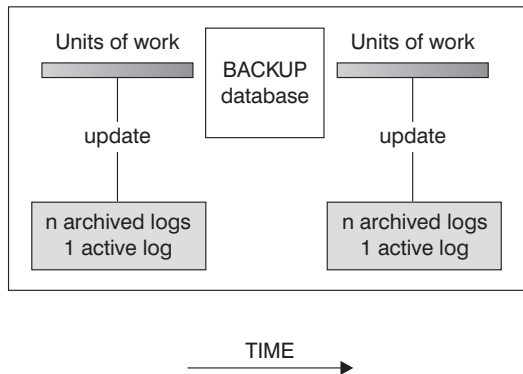 Units of work
BACKUP
database
Units of work
update
update
n archived logs
1 active log
n archived logs
1 active log
TIME